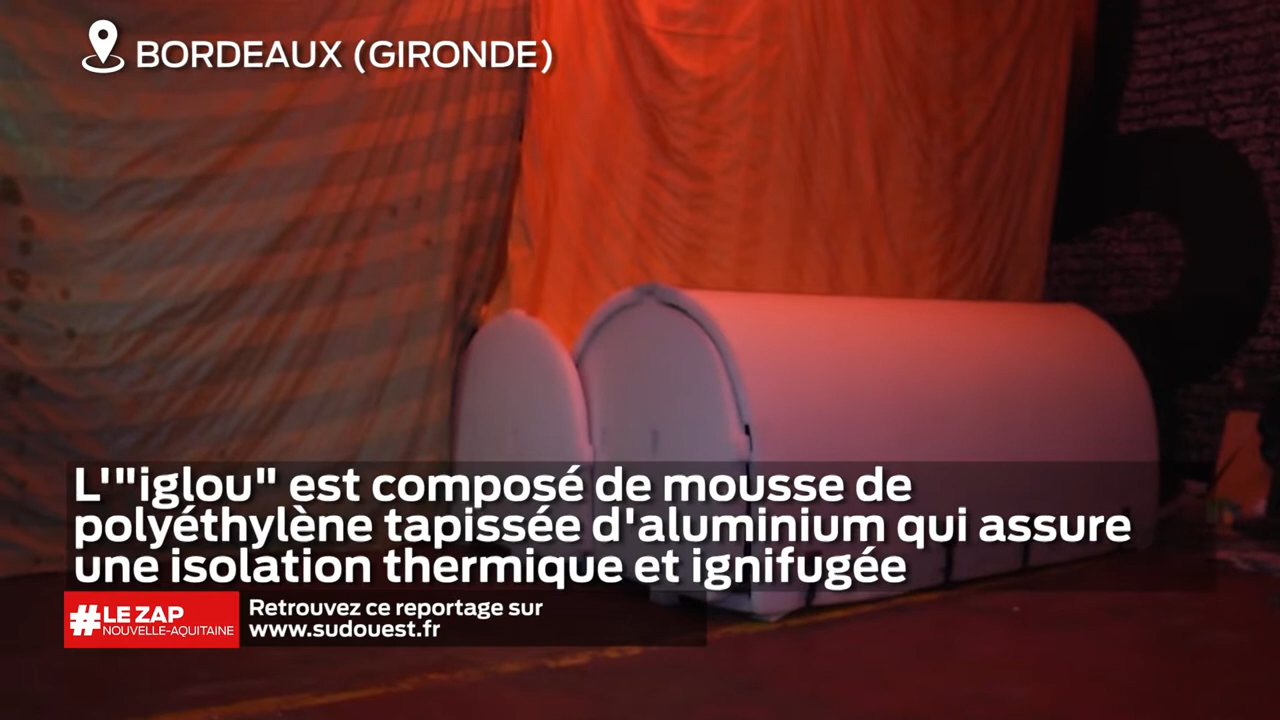 BORDEAUX (GIRONDE)
L'"iglou" est composé de mousse de
polyéthylène tapissée d'aluminium qui assure
une isolation thermique et ignifugée
#LE ZAP
NOUVELLE-AQUITAINE
Retrouvez ce reportage sur
www.sudouest.fr